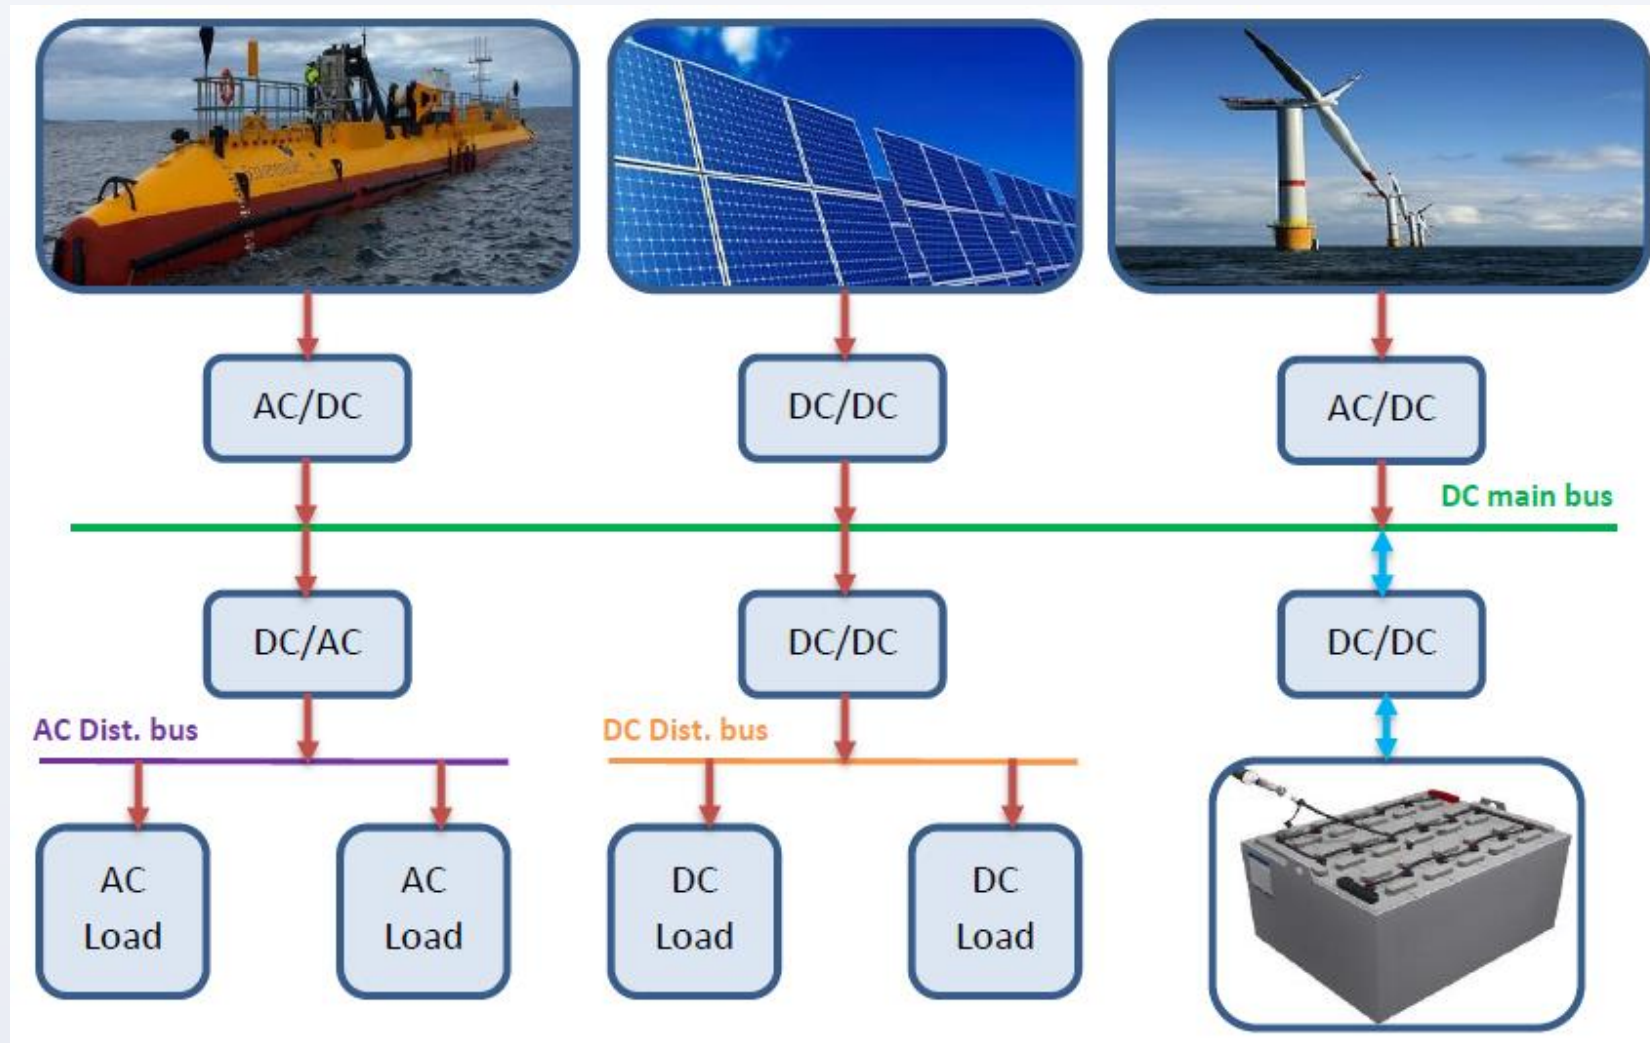 AC/DC
DC/DC
AC/DC
DC main bus
DC/AC
DC/DC
DC/DC
AC Dist. bus
DC Dist. bus
AC
Load
AC
Load
DC
Load
DC
Load